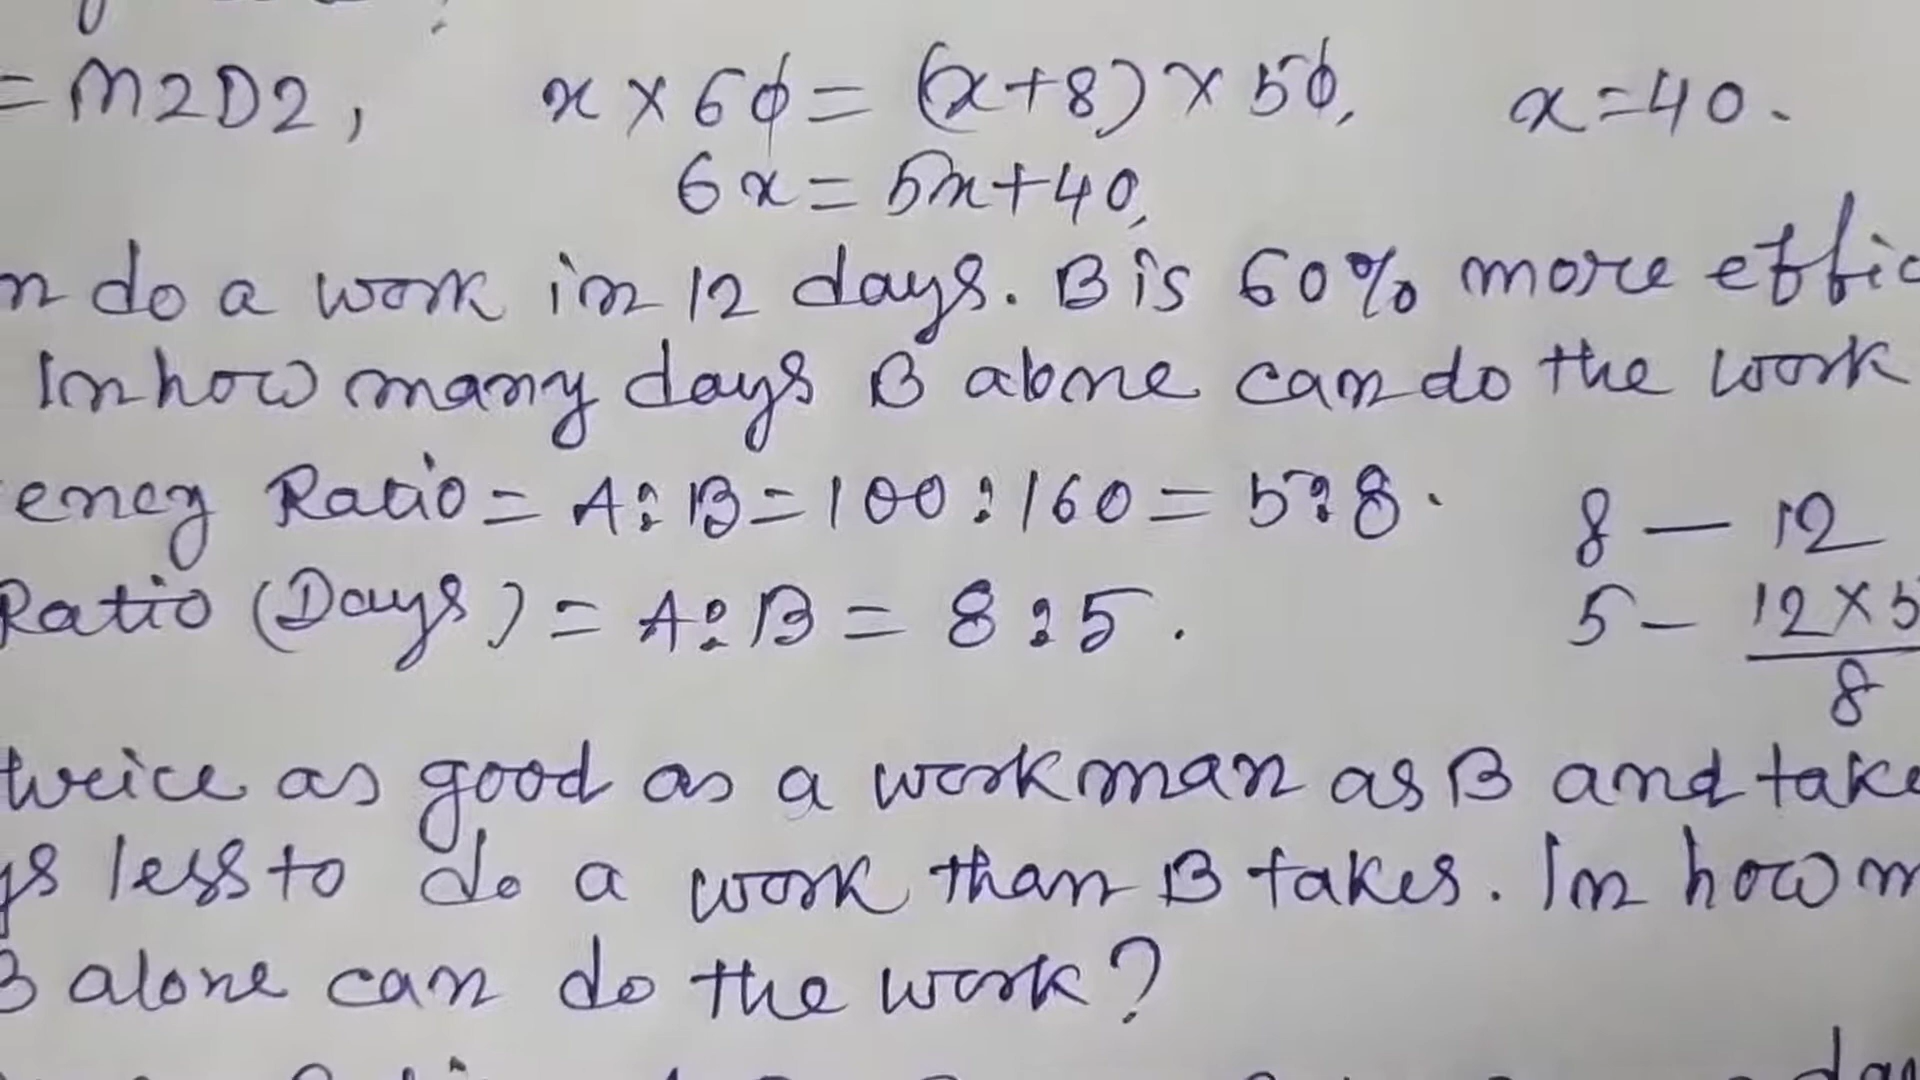 = M2D2, x × 60 = (x+8) × 50, x=40.
6x = 5x+40,
n do a work in 12 days. B is 60% more effic
In how many days B alone can do the work
ency Ratio = A:B = 100:160 = 5:8. 8 — 12
Ratio (Days) = A:B = 8:5. 5 — 12×5
8
twice as good as a workman as B and take
ys less to do a work than B takes. In how m
B alone can do the work?